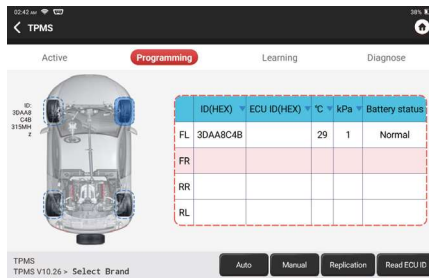 02:42 AM 38%
TPMS
Active Programming Learning Diagnose
ID:
3DAA8
C4B
315MH
z
ID(HEX) ECU ID(HEX) °C kPa Battery status
FL 3DAA8C4B 29 1 Normal
FR
RR
RL
TPMS
TPMS V10.26 > Select Brand
Auto Manual Replication Read ECU ID